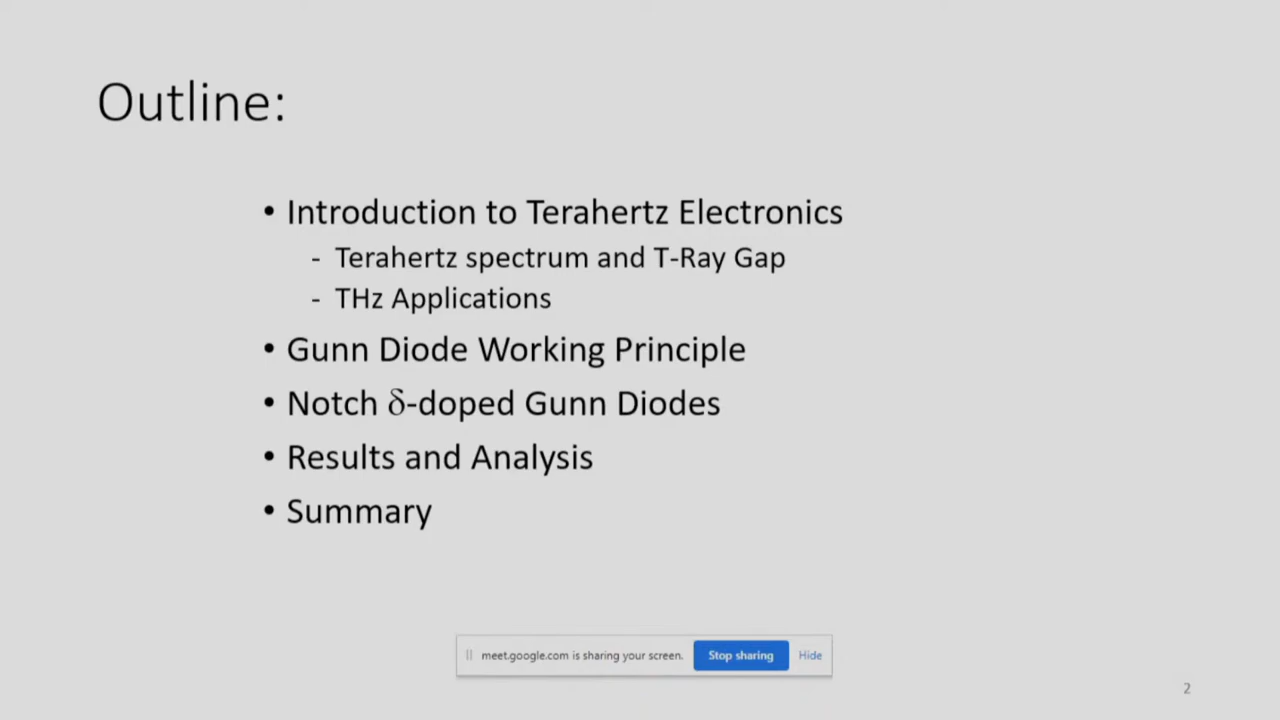 Outline:
• Introduction to Terahertz Electronics
- Terahertz spectrum and T-Ray Gap
- THz Applications
• Gunn Diode Working Principle
• Notch δ-doped Gunn Diodes
• Results and Analysis
• Summary
meet.google.com is sharing your screen. Stop sharing Hide
2